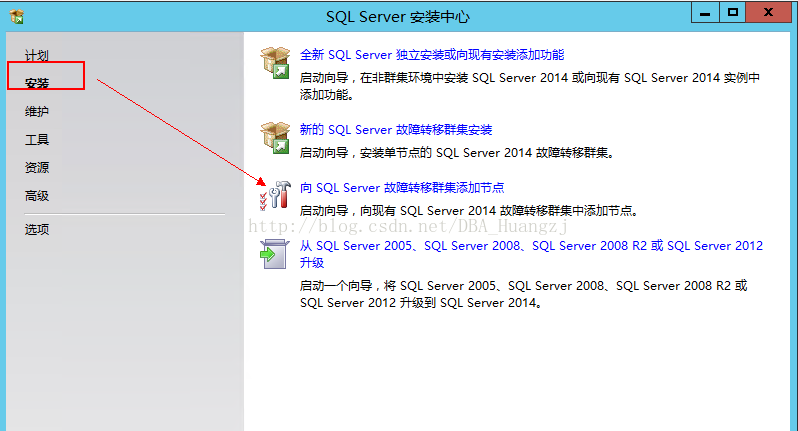 SQL Server 安装中心
计划
安装
维护
工具
资源
高级
选项
全新 SQL Server 独立安装或向现有安装添加功能
启动向导，在非群集环境中安装 SQL Server 2014 或向现有 SQL Server 2014 实例中
添加功能。
新的 SQL Server 故障转移群集安装
启动向导，安装单节点的 SQL Server 2014 故障转移群集。
向 SQL Server 故障转移群集添加节点
启动向导，向现有 SQL Server 2014 故障转移群集中添加节点。
http://blog.csdn.net/DBA_Huangzj
从 SQL Server 2005、SQL Server 2008、SQL Server 2008 R2 或 SQL Server 2012
升级
启动一个向导，将 SQL Server 2005、SQL Server 2008、SQL Server 2008 R2 或
SQL Server 2012 升级到 SQL Server 2014。